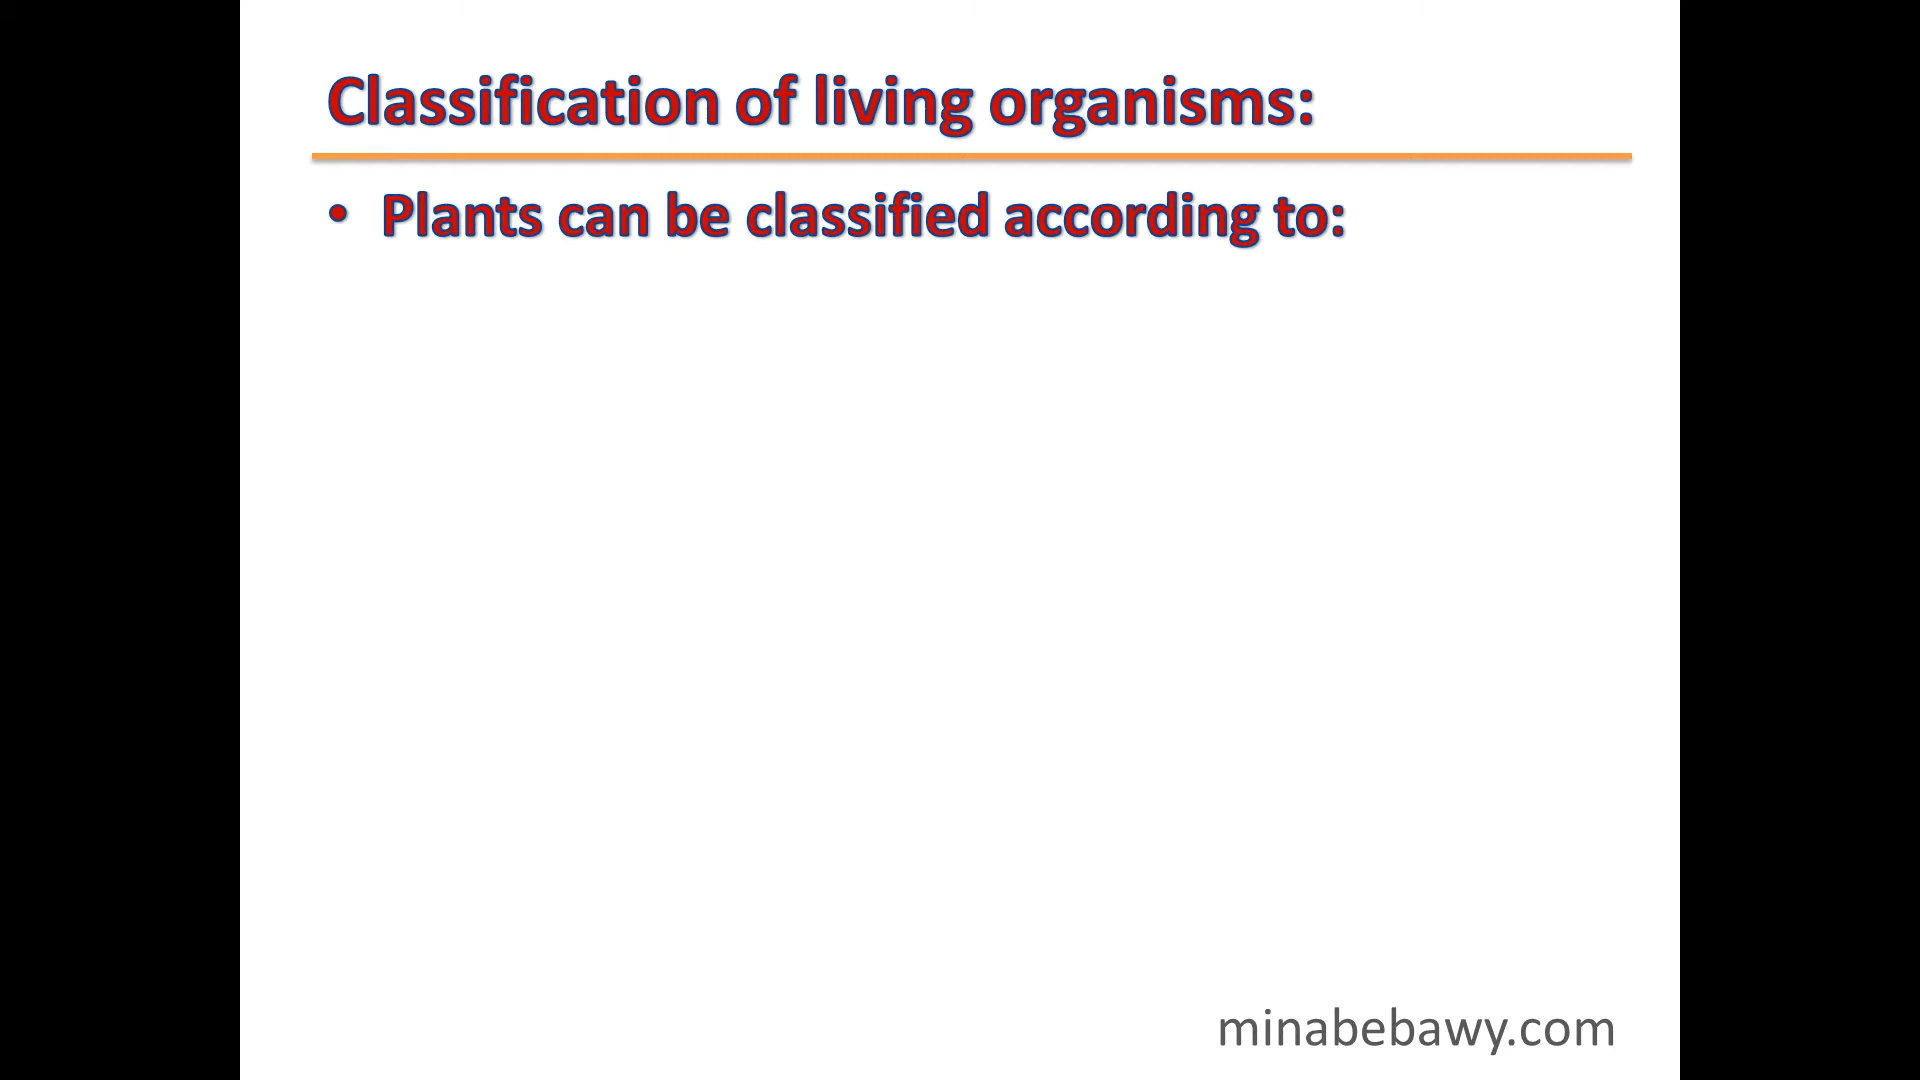 Classification of living organisms:
• Plants can be classified according to:
minabebawy.com